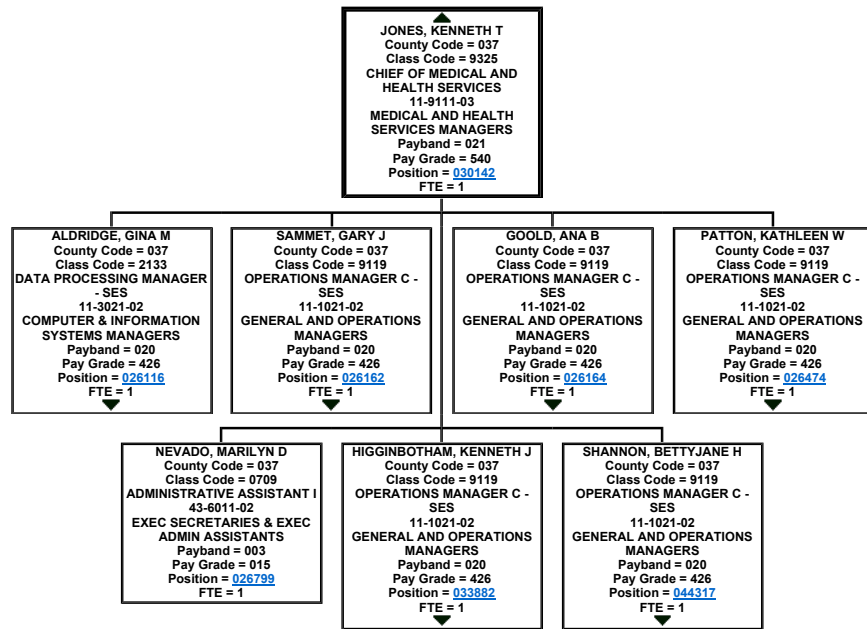 JONES, KENNETH T
County Code = 037
Class Code = 9325
CHIEF OF MEDICAL AND
HEALTH SERVICES
11-9111-03
MEDICAL AND HEALTH
SERVICES MANAGERS
Payband = 021
Pay Grade = 540
Position = 030142
FTE = 1
ALDRIDGE, GINA M
County Code = 037
Class Code = 2133
DATA PROCESSING MANAGER
- SES
11-3021-02
COMPUTER & INFORMATION
SYSTEMS MANAGERS
Payband = 020
Pay Grade = 426
Position = 026116
FTE = 1
SAMMET, GARY J
County Code = 037
Class Code = 9119
OPERATIONS MANAGER C -
SES
11-1021-02
GENERAL AND OPERATIONS
MANAGERS
Payband = 020
Pay Grade = 426
Position = 026162
FTE = 1
GOOLD, ANA B
County Code = 037
Class Code = 9119
OPERATIONS MANAGER C -
SES
11-1021-02
GENERAL AND OPERATIONS
MANAGERS
Payband = 020
Pay Grade = 426
Position = 026164
FTE = 1
PATTON, KATHLEEN W
County Code = 037
Class Code = 9119
OPERATIONS MANAGER C -
SES
11-1021-02
GENERAL AND OPERATIONS
MANAGERS
Payband = 020
Pay Grade = 426
Position = 026474
FTE = 1
NEVADO, MARILYN D
County Code = 037
Class Code = 0709
ADMINISTRATIVE ASSISTANT I
43-6011-02
EXEC SECRETARIES & EXEC
ADMIN ASSISTANTS
Payband = 003
Pay Grade = 015
Position = 026799
FTE = 1
HIGGINBOTHAM, KENNETH J
County Code = 037
Class Code = 9119
OPERATIONS MANAGER C -
SES
11-1021-02
GENERAL AND OPERATIONS
MANAGERS
Payband = 020
Pay Grade = 426
Position = 033882
FTE = 1
SHANNON, BETTYJANE H
County Code = 037
Class Code = 9119
OPERATIONS MANAGER C -
SES
11-1021-02
GENERAL AND OPERATIONS
MANAGERS
Payband = 020
Pay Grade = 426
Position = 044317
FTE = 1